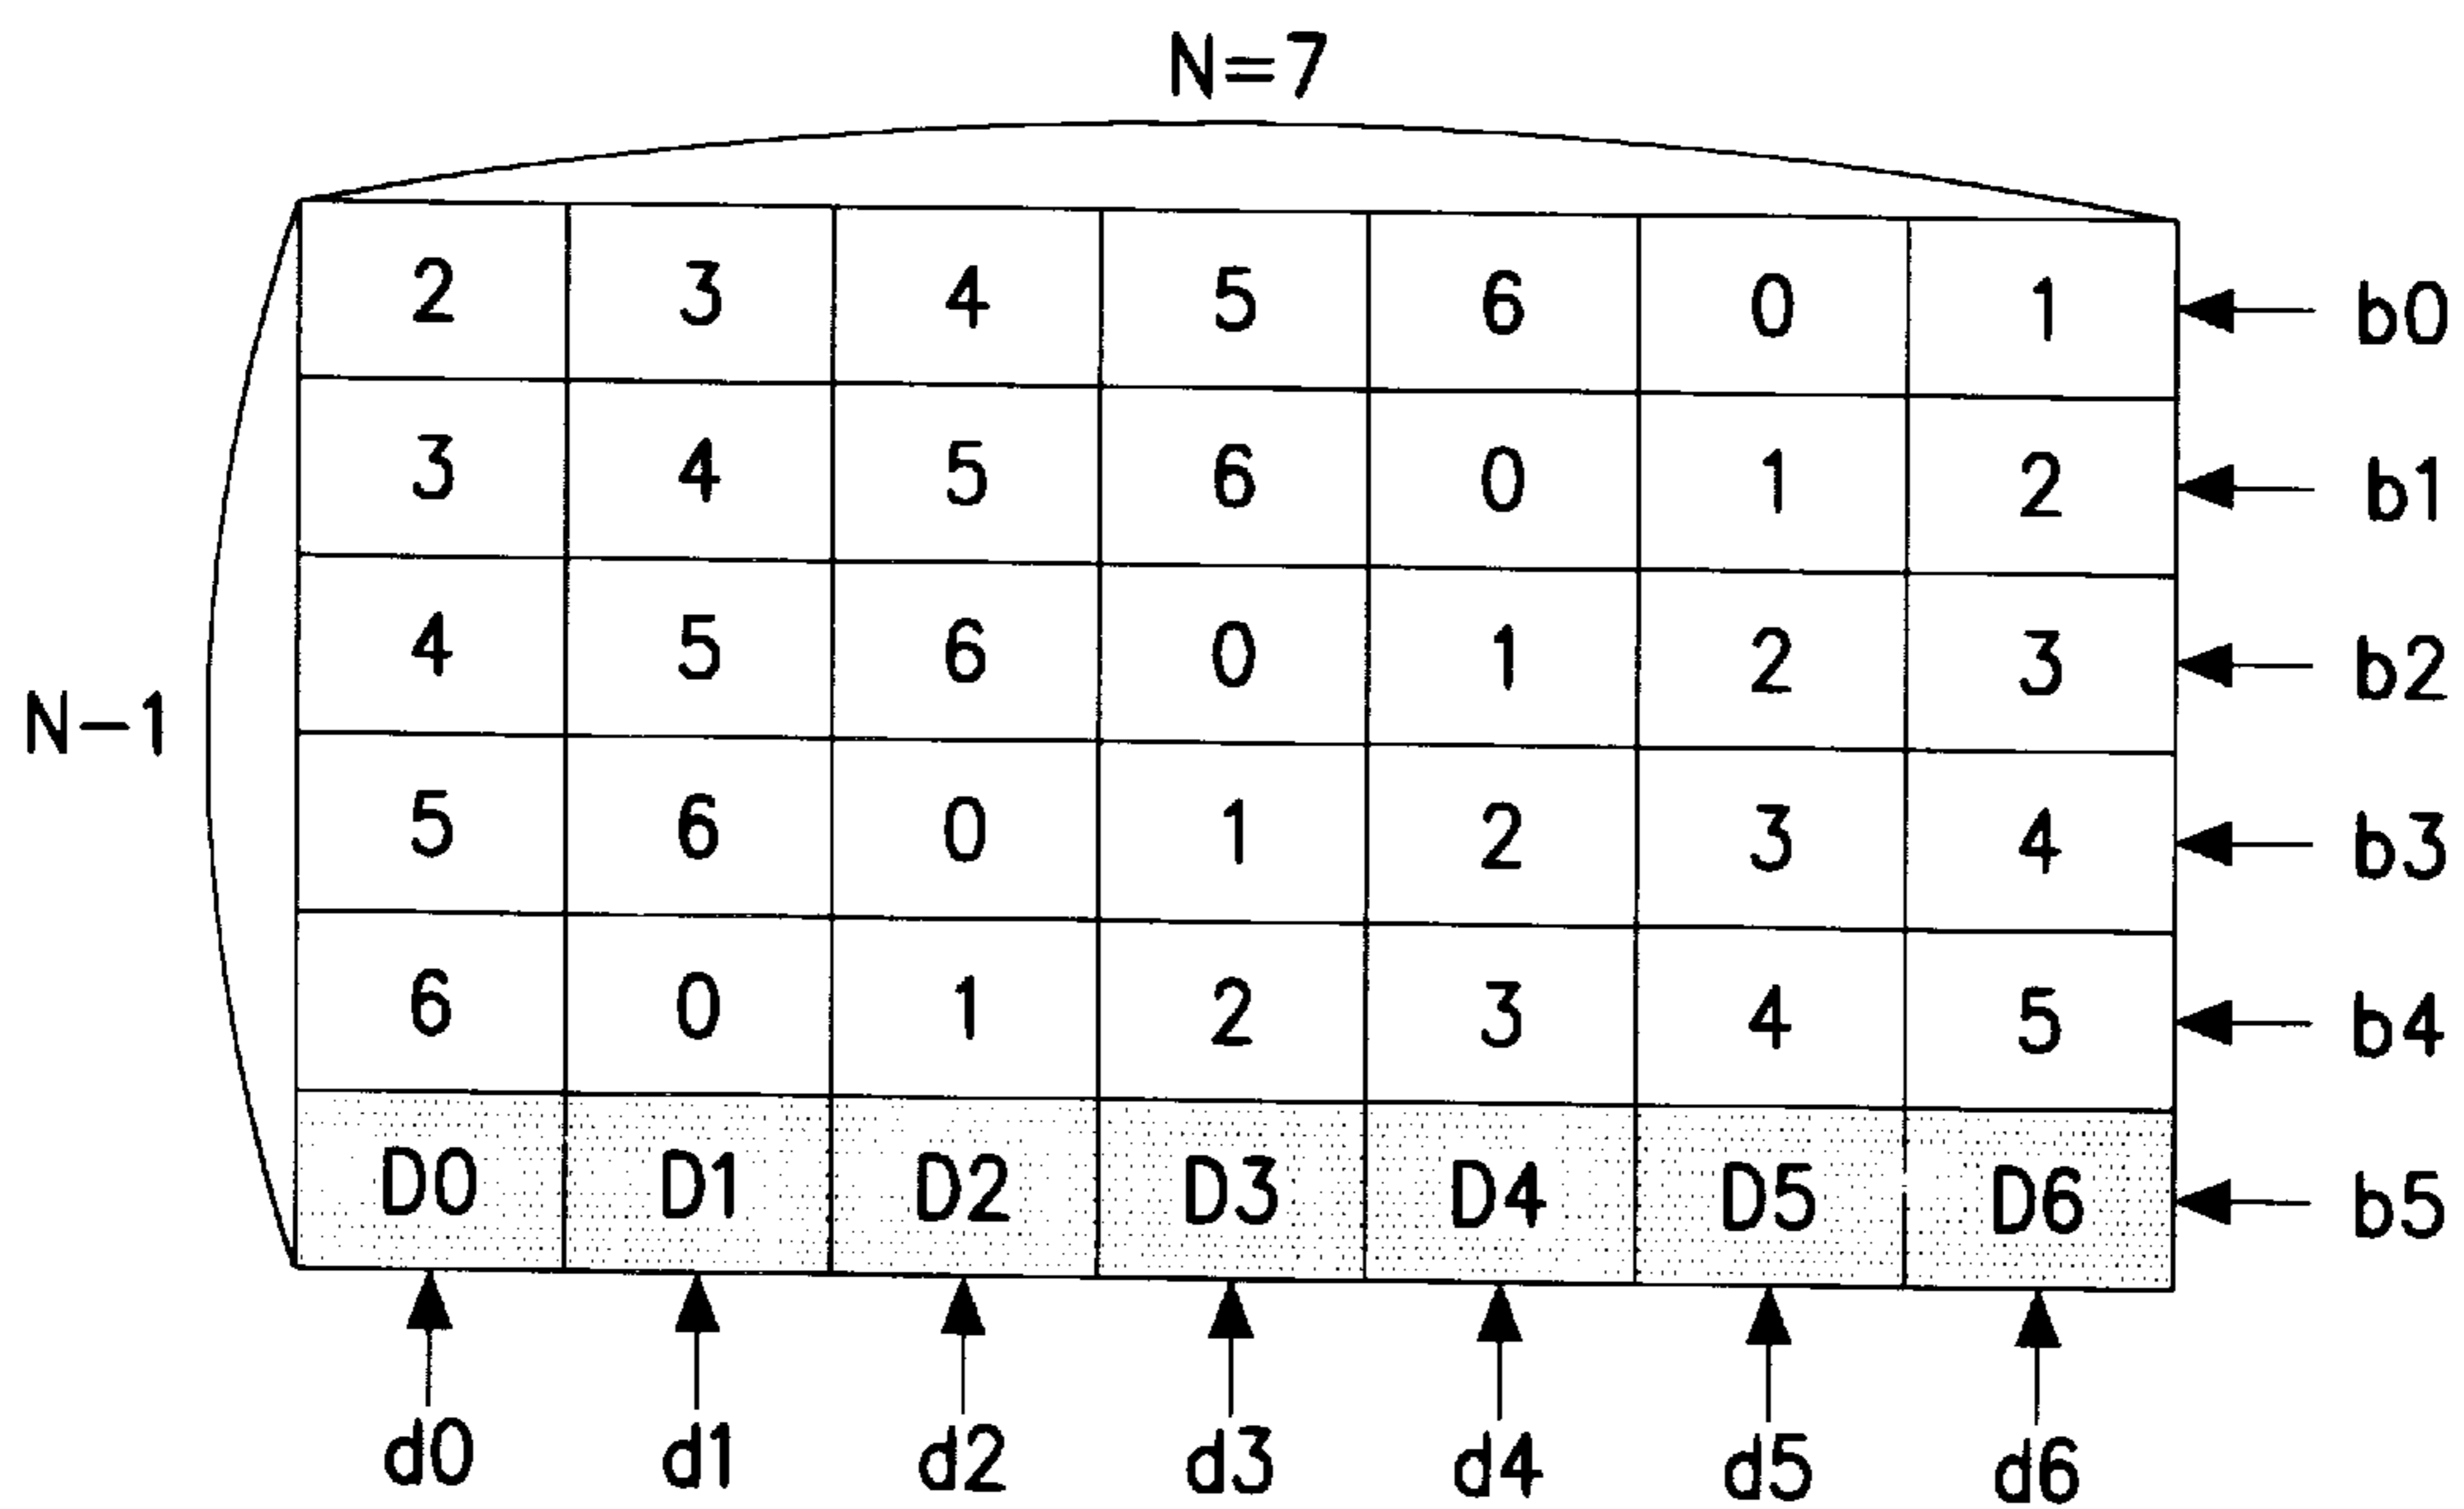 N=7
2 3 4 5 6 0 1 b0
3 4 5 6 0 1 2 b1
4 5 6 0 1 2 3 b2
N-1
5 6 0 1 2 3 4 b3
6 0 1 2 3 4 5 b4
D0 D1 D2 D3 D4 D5 D6 b5
d0 d1 d2 d3 d4 d5 d6